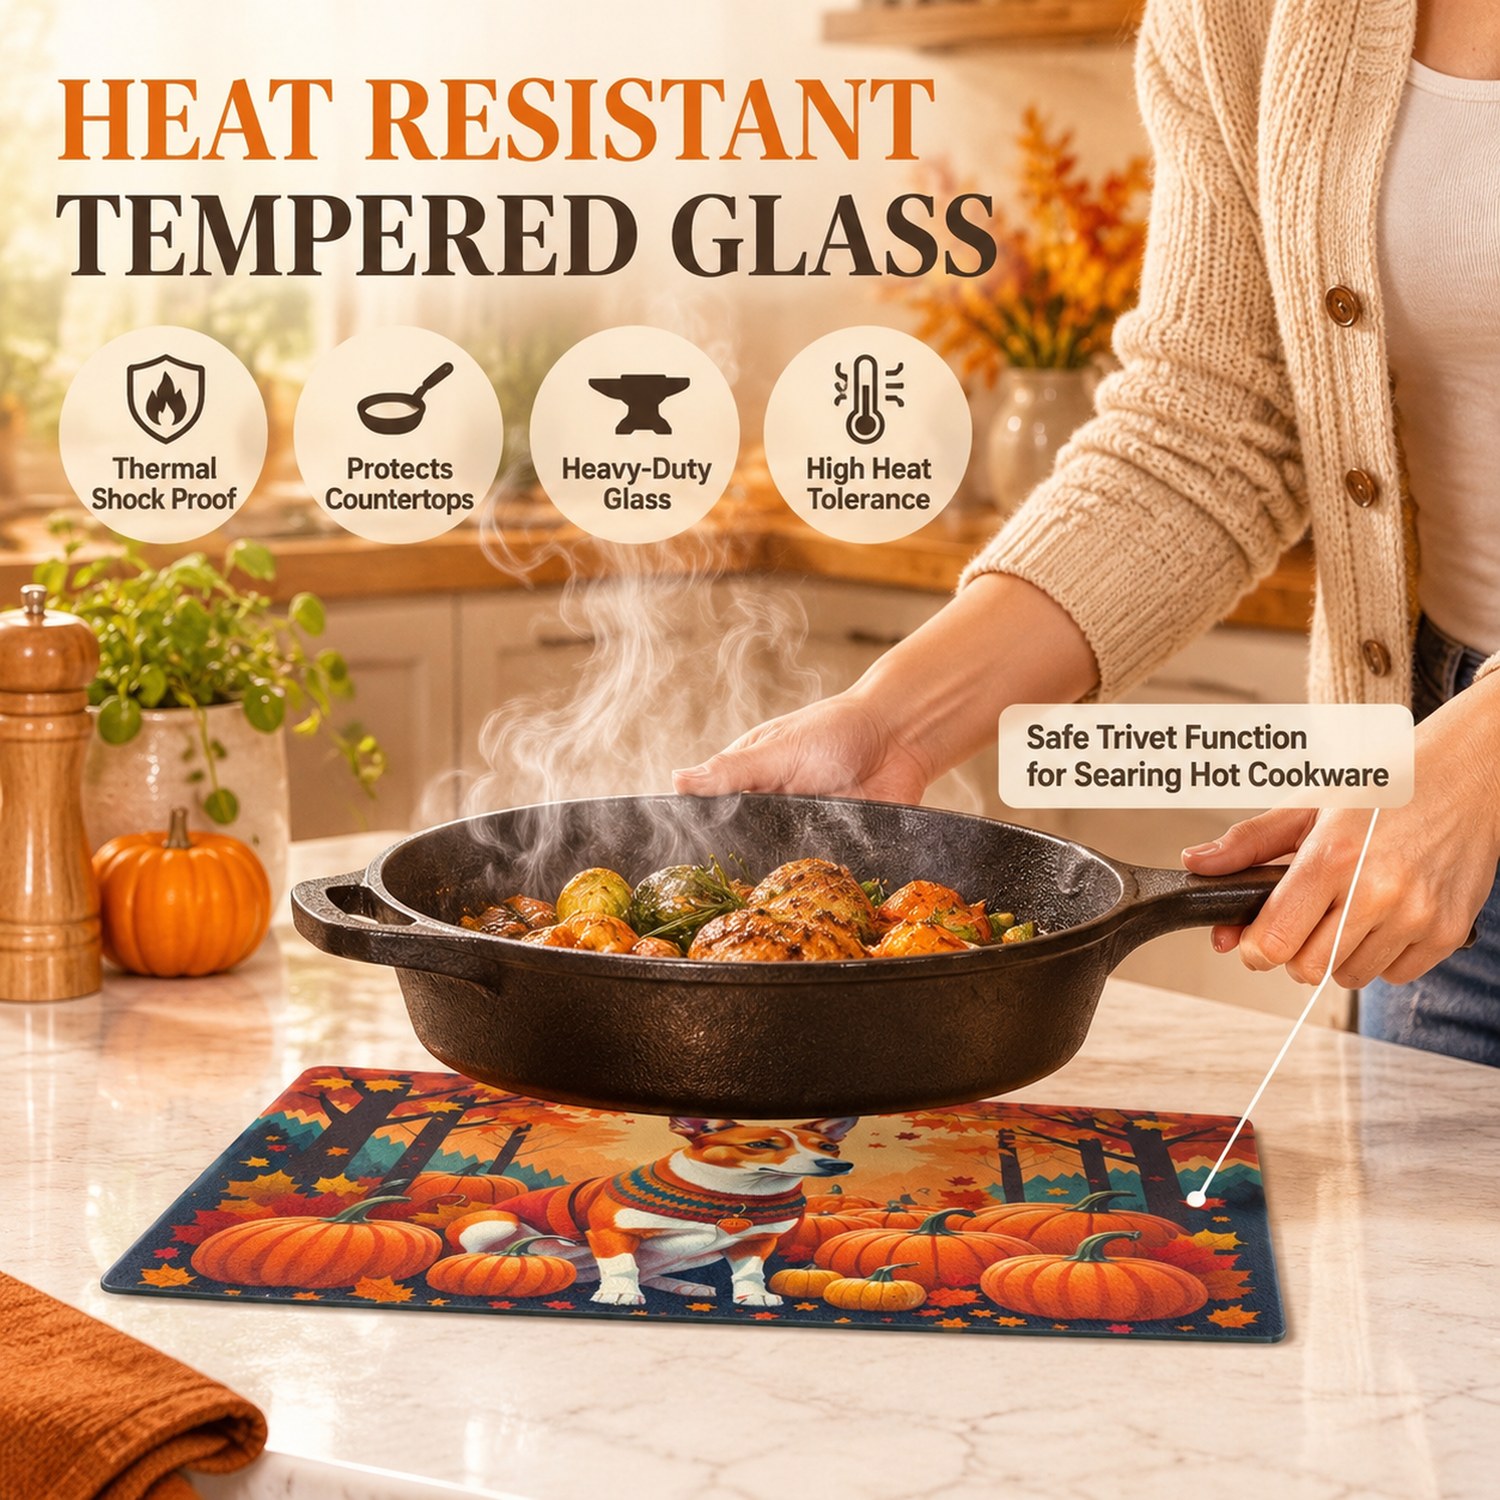 HEAT RESISTANT
TEMPERED GLASS
Thermal
Shock Proof
Protects
Countertops
Heavy-Duty
Glass
High Heat
Tolerance
Safe Trivet Function
for Searing Hot Cookware